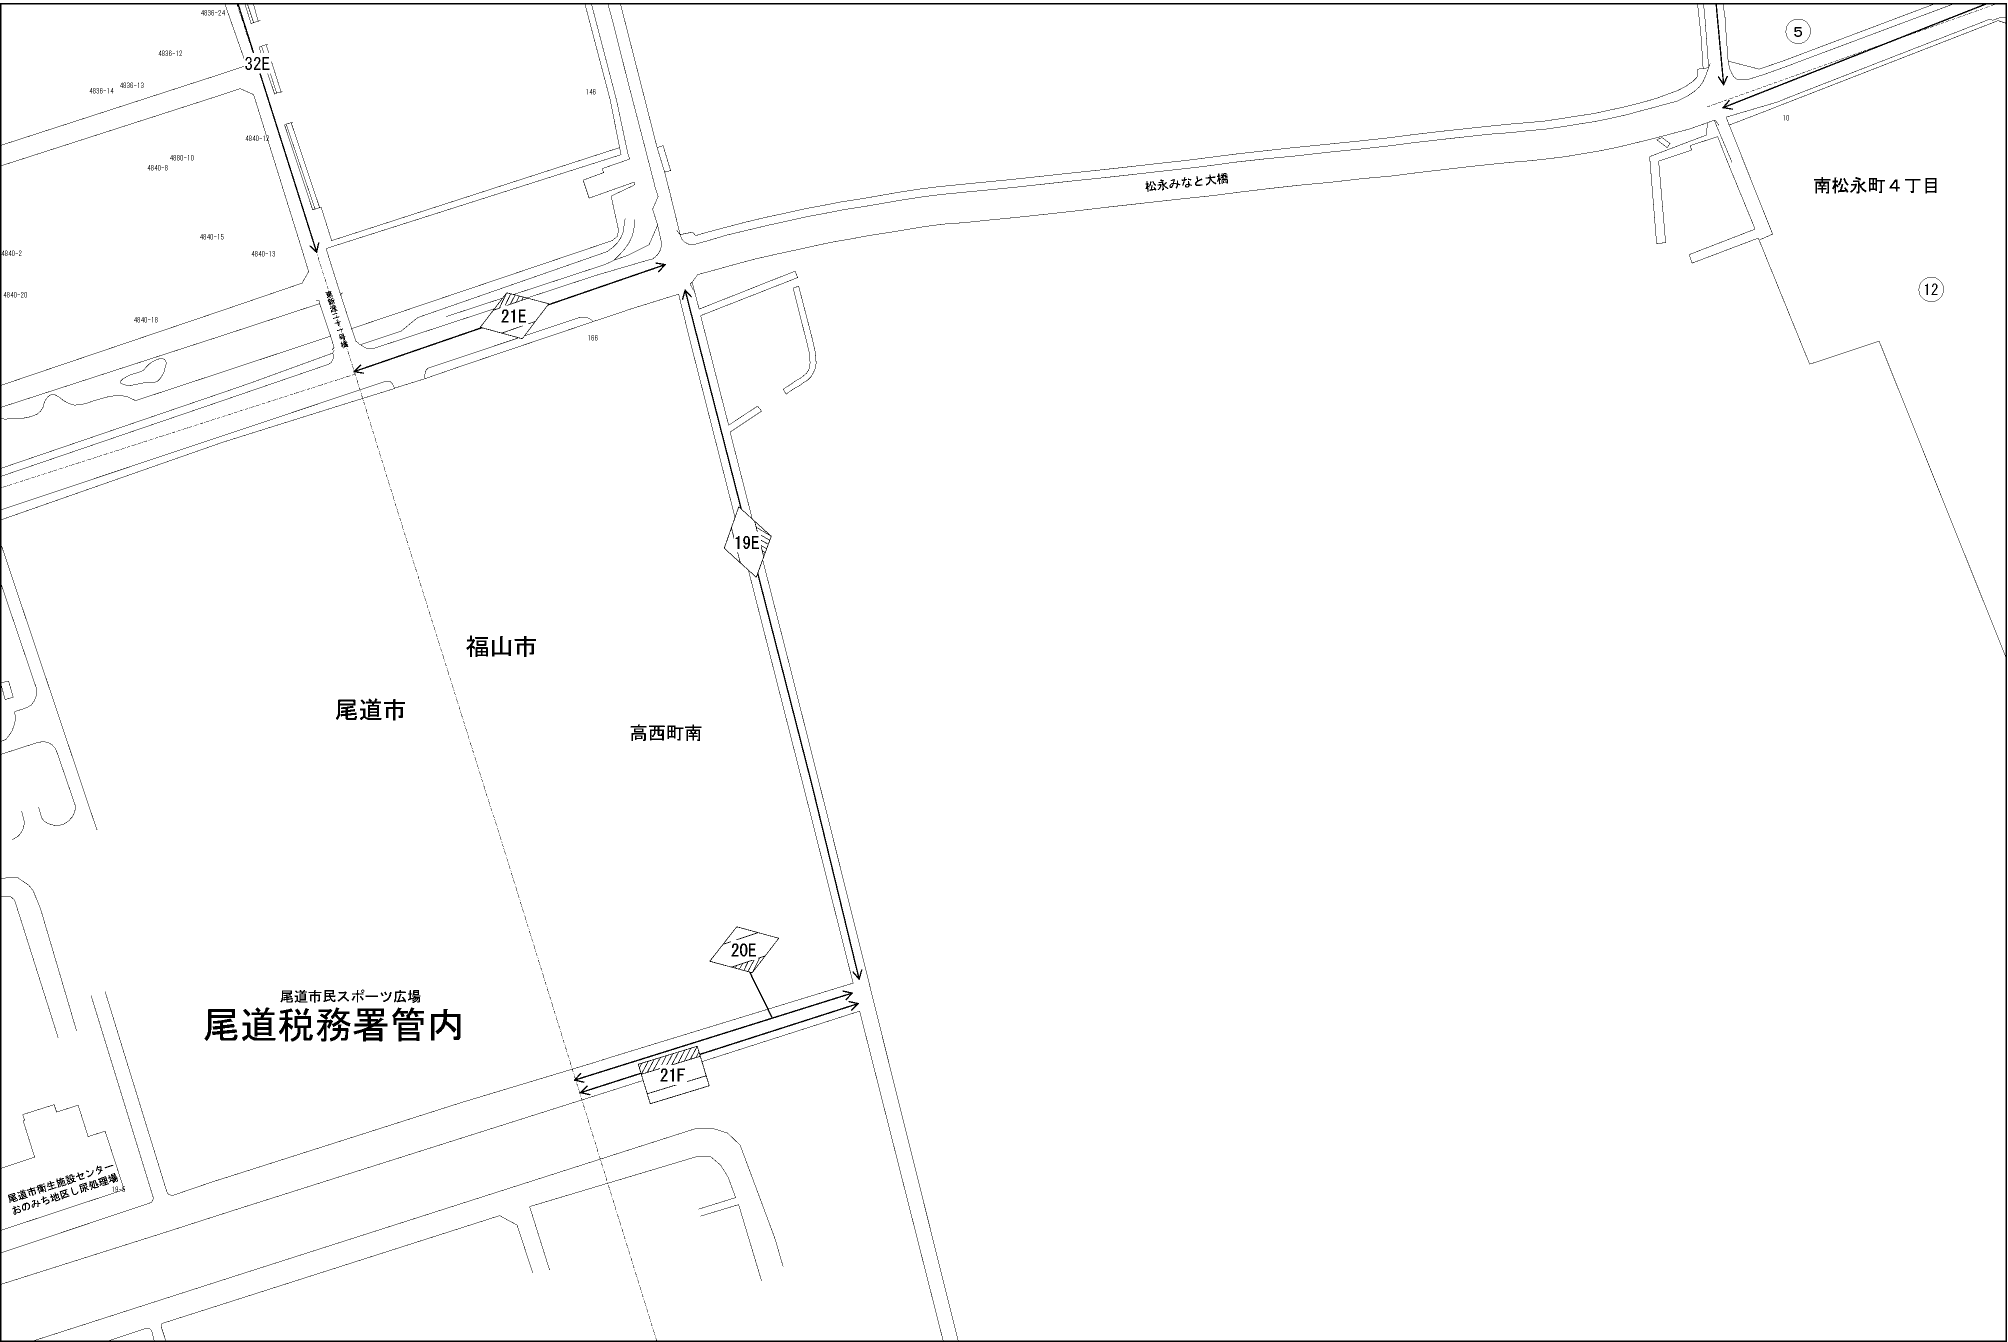 4836-24
5
4836-12
32E
4836-13
4836-14
146
10
4840-12
4880-10
4840-8
松永みなと大橋
南松永町４丁目
4840-15
4840-2
4840-13
12
4840-20
4840-18
21E
166
19E
福山市
尾道市
高西町南
20E
尾道市民スポーツ広場
尾道税務署管内
21F
尾道市衛生施設センター
おのみち地区し尿処理場